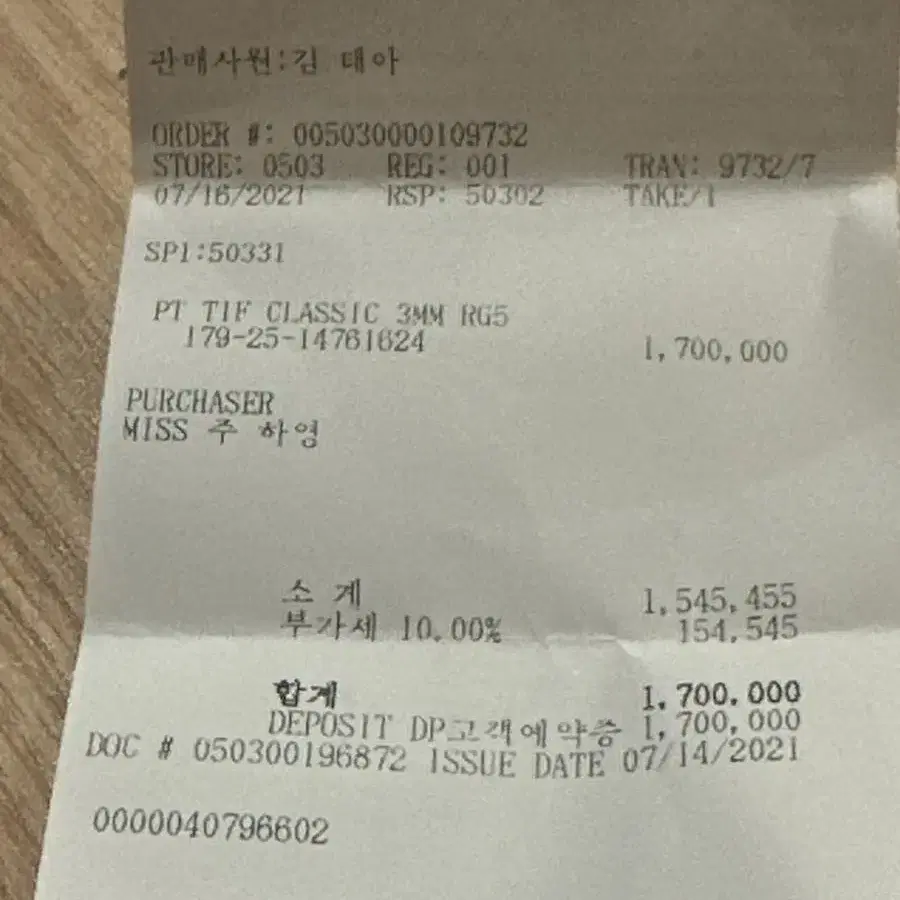 판매사원:김 대아
ORDER #: 005030000109732
STORE: 0503 REG: 001 TRAN: 9732/7
07/16/2021 RSP: 50302 TAKE/1
SP1:50331
PT TIF CLASSIC 3MM RG5
179-25-14761624 1,700,000
PURCHASER
MISS 주 하영
소 계 1,545,455
부가세 10.00% 154,545
합계 1,700,000
DEPOSIT DP고객예약증 1,700,000
DOC # 050300196872 ISSUE DATE 07/14/2021
0000040796602